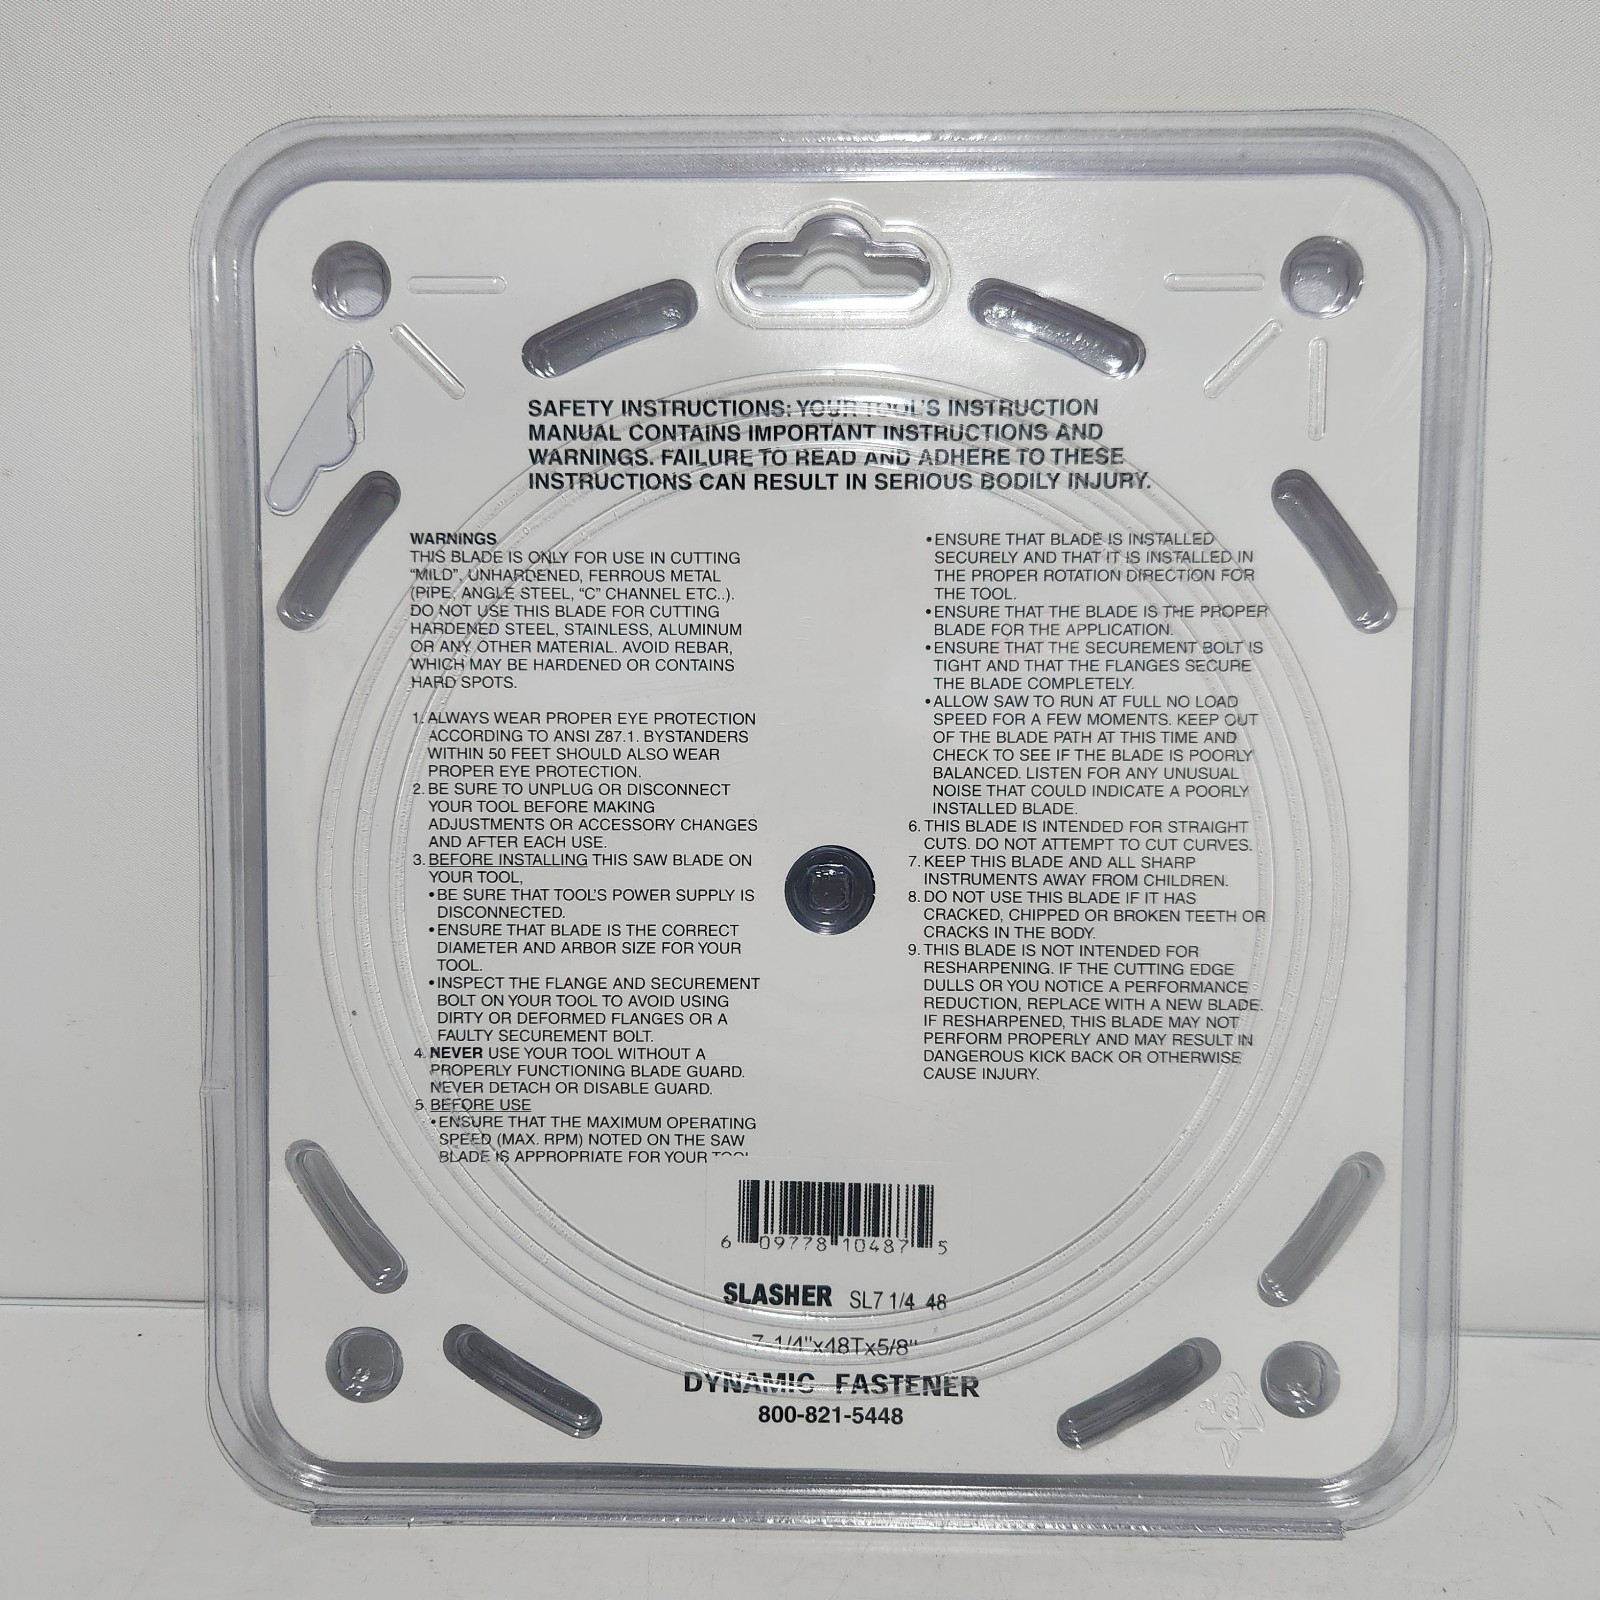 SAFETY INSTRUCTIONS: YOUR TOOL'S INSTRUCTION
MANUAL CONTAINS IMPORTANT INSTRUCTIONS AND
WARNINGS. FAILURE TO READ AND ADHERE TO THESE
INSTRUCTIONS CAN RESULT IN SERIOUS BODILY INJURY.
WARNINGS
THIS BLADE IS ONLY FOR USE IN CUTTING
“MILD”, UNHARDENED, FERROUS METAL
(PIPE, ANGLE STEEL, “C” CHANNEL ETC..).
DO NOT USE THIS BLADE FOR CUTTING
HARDENED STEEL, STAINLESS, ALUMINUM
OR ANY OTHER MATERIAL. AVOID REBAR,
WHICH MAY BE HARDENED OR CONTAINS
HARD SPOTS.
1. ALWAYS WEAR PROPER EYE PROTECTION
ACCORDING TO ANSI Z87.1. BYSTANDERS
WITHIN 50 FEET SHOULD ALSO WEAR
PROPER EYE PROTECTION.
2. BE SURE TO UNPLUG OR DISCONNECT
YOUR TOOL BEFORE MAKING
ADJUSTMENTS OR ACCESSORY CHANGES
AND AFTER EACH USE.
3. BEFORE INSTALLING THIS SAW BLADE ON
YOUR TOOL,
• BE SURE THAT TOOL'S POWER SUPPLY IS
DISCONNECTED.
• ENSURE THAT BLADE IS THE CORRECT
DIAMETER AND ARBOR SIZE FOR YOUR
TOOL.
• INSPECT THE FLANGE AND SECUREMENT
BOLT ON YOUR TOOL TO AVOID USING
DIRTY OR DEFORMED FLANGES OR A
FAULTY SECUREMENT BOLT.
4. NEVER USE YOUR TOOL WITHOUT A
PROPERLY FUNCTIONING BLADE GUARD.
NEVER DETACH OR DISABLE GUARD.
5. BEFORE USE
• ENSURE THAT THE MAXIMUM OPERATING
SPEED (MAX. RPM) NOTED ON THE SAW
BLADE IS APPROPRIATE FOR YOUR TOOL
• ENSURE THAT BLADE IS INSTALLED
SECURELY AND THAT IT IS INSTALLED IN
THE PROPER ROTATION DIRECTION FOR
THE TOOL.
• ENSURE THAT THE BLADE IS THE PROPER
BLADE FOR THE APPLICATION.
• ENSURE THAT THE SECUREMENT BOLT IS
TIGHT AND THAT THE FLANGES SECURE
THE BLADE COMPLETELY.
• ALLOW SAW TO RUN AT FULL NO LOAD
SPEED FOR A FEW MOMENTS. KEEP OUT
OF THE BLADE PATH AT THIS TIME AND
CHECK TO SEE IF THE BLADE IS POORLY
BALANCED. LISTEN FOR ANY UNUSUAL
NOISE THAT COULD INDICATE A POORLY
INSTALLED BLADE.
6. THIS BLADE IS INTENDED FOR STRAIGHT
CUTS. DO NOT ATTEMPT TO CUT CURVES.
7. KEEP THIS BLADE AND ALL SHARP
INSTRUMENTS AWAY FROM CHILDREN.
8. DO NOT USE THIS BLADE IF IT HAS
CRACKED, CHIPPED OR BROKEN TEETH OR
CRACKS IN THE BODY.
9. THIS BLADE IS NOT INTENDED FOR
RESHARPENING. IF THE CUTTING EDGE
DULLS OR YOU NOTICE A PERFORMANCE
REDUCTION, REPLACE WITH A NEW BLADE.
IF RESHARPENED, THIS BLADE MAY NOT
PERFORM PROPERLY AND MAY RESULT IN
DANGEROUS KICK BACK OR OTHERWISE
CAUSE INJURY.
6 09778 10487 5
SLASHER SL7 1/4 48
7-1/4"x48Tx5/8"
DYNAMIC FASTENER
800-821-5448